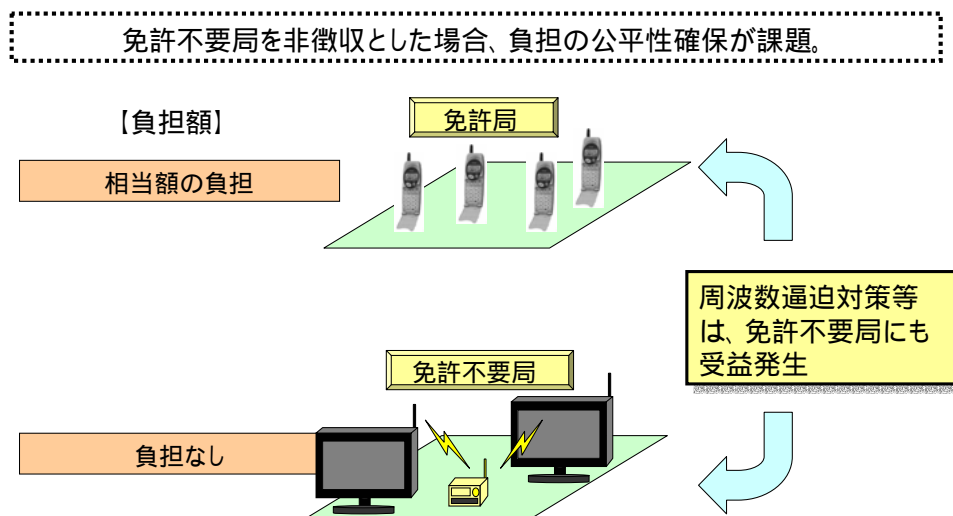 免許不要局を非徴収とした場合、負担の公平性確保が課題。
【負担額】
免許局
相当額の負担
周波数逼迫対策等
は、免許不要局にも
受益発生
免許不要局
負担なし